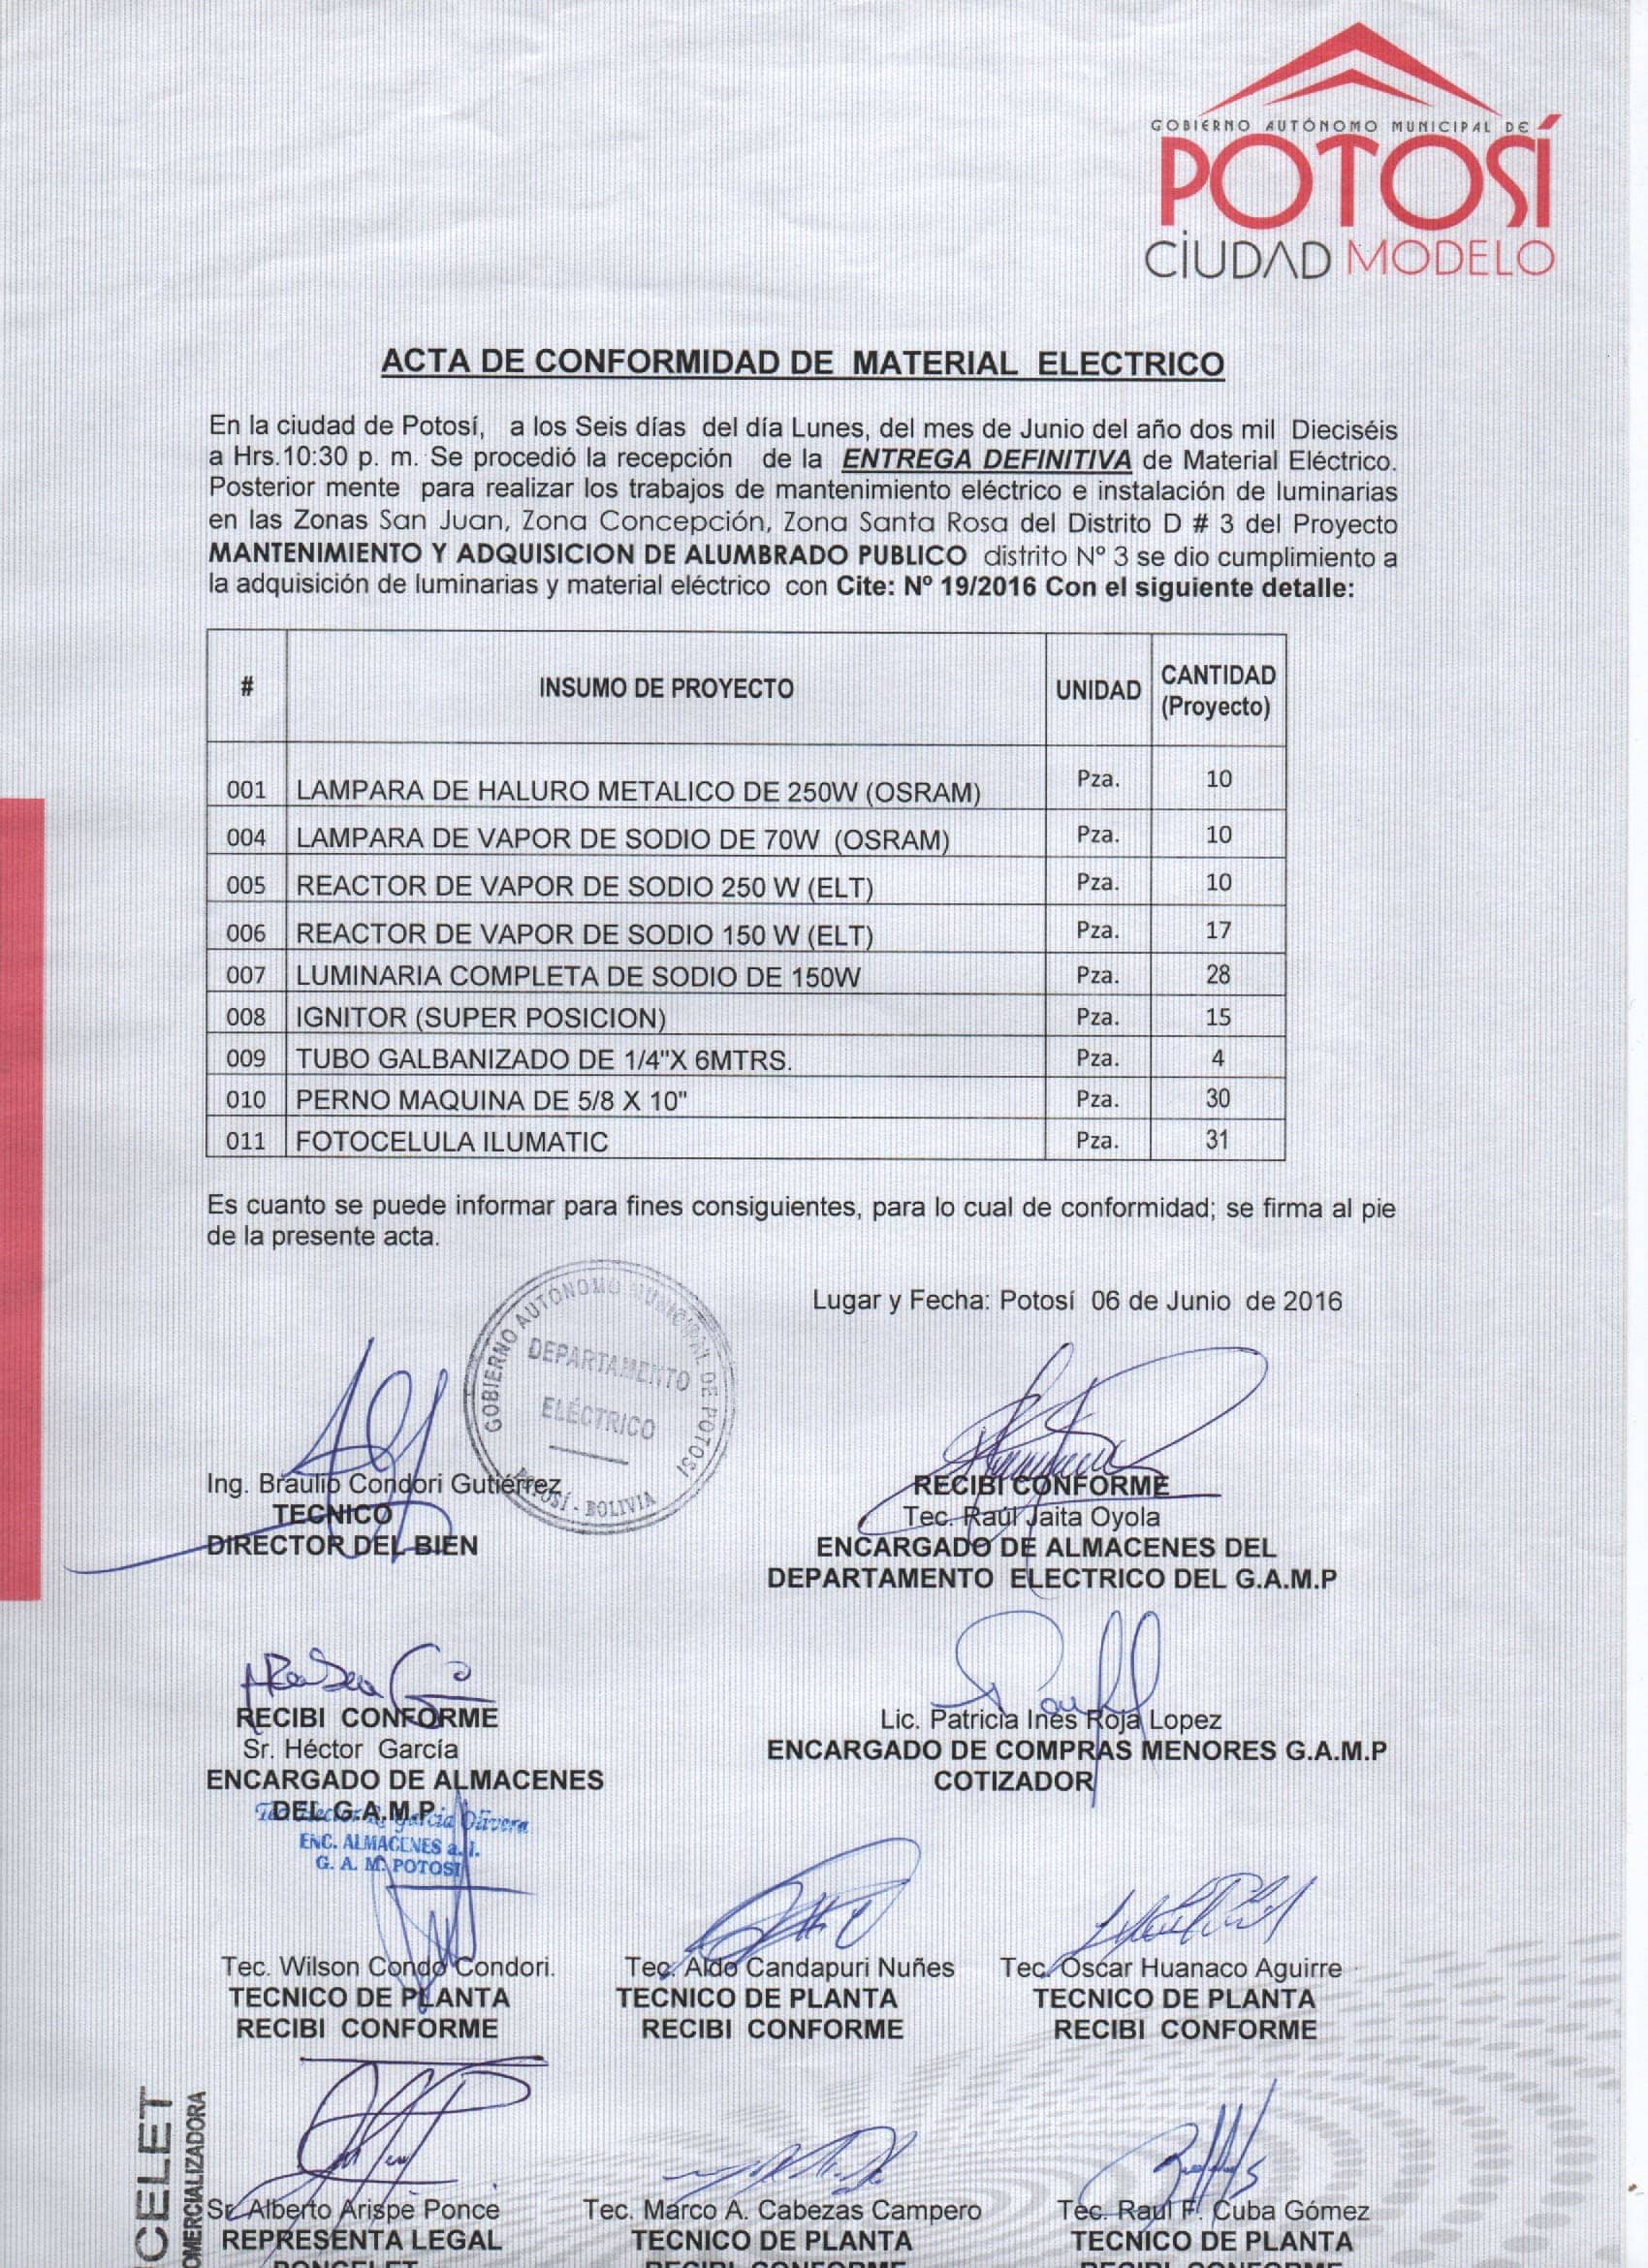 GOBIERNO AUTÓNOMO MUNICIPAL DE
POTOSÍ
CIUDAD MODELO
ACTA DE CONFORMIDAD DE MATERIAL ELECTRICO
En la ciudad de Potosí, a los Seis días del día Lunes, del mes de Junio del año dos mil Dieciséis
a Hrs.10:30 p. m. Se procedió la recepción de la ENTREGA DEFINITIVA de Material Eléctrico.
Posterior mente para realizar los trabajos de mantenimiento eléctrico e instalación de luminarias
en las Zonas San Juan, Zona Concepción, Zona Santa Rosa del Distrito D # 3 del Proyecto
MANTENIMIENTO Y ADQUISICION DE ALUMBRADO PUBLICO distrito Nº 3 se dio cumplimiento a
la adquisición de luminarias y material eléctrico con Cite: Nº 19/2016 Con el siguiente detalle:
# INSUMO DE PROYECTO UNIDAD CANTIDAD (Proyecto)
001 LAMPARA DE HALURO METALICO DE 250W (OSRAM) Pza. 10
004 LAMPARA DE VAPOR DE SODIO DE 70W (OSRAM) Pza. 10
005 REACTOR DE VAPOR DE SODIO 250 W (ELT) Pza. 10
006 REACTOR DE VAPOR DE SODIO 150 W (ELT) Pza. 17
007 LUMINARIA COMPLETA DE SODIO DE 150W Pza. 28
008 IGNITOR (SUPER POSICION) Pza. 15
009 TUBO GALBANIZADO DE 1/4"X 6MTRS. Pza. 4
010 PERNO MAQUINA DE 5/8 X 10" Pza. 30
011 FOTOCELULA ILUMATIC Pza. 31
Es cuanto se puede informar para fines consiguientes, para lo cual de conformidad; se firma al pie
de la presente acta.
Lugar y Fecha: Potosí 06 de Junio de 2016
GOBIERNO AUTÓNOMO MUNICIPAL DE POTOSI
DEPARTAMENTO
ELÉCTRICO
POTOSÍ - BOLIVIA
Ing. Braulio Condori Gutiérrez
TECNICO
DIRECTOR DEL BIEN
RECIBI CONFORME
Tec. Raúl Jaita Oyola
ENCARGADO DE ALMACENES DEL
DEPARTAMENTO ELECTRICO DEL G.A.M.P
RECIBI CONFORME
Sr. Héctor García
ENCARGADO DE ALMACENES
DEL G.A.M.P
Lic. Patricia Inés Roja Lopez
ENCARGADO DE COMPRAS MENORES G.A.M.P
COTIZADOR
García Olivera
ENC. ALMACENES a. i.
G. A. M. POTOSI
Tec. Wilson Condo Condori. Tec. Aldo Candapuri Nuñes Tec. Oscar Huanaco Aguirre
TECNICO DE PLANTA TECNICO DE PLANTA TECNICO DE PLANTA
RECIBI CONFORME RECIBI CONFORME RECIBI CONFORME
CELET
OMERCIALIZADORA
Sr. Alberto Arispe Ponce Tec. Marco A. Cabezas Campero Tec. Raul F. Cuba Gómez
REPRESENTA LEGAL TECNICO DE PLANTA TECNICO DE PLANTA
PONCELET RECIBI CONFORME RECIBI CONFORME